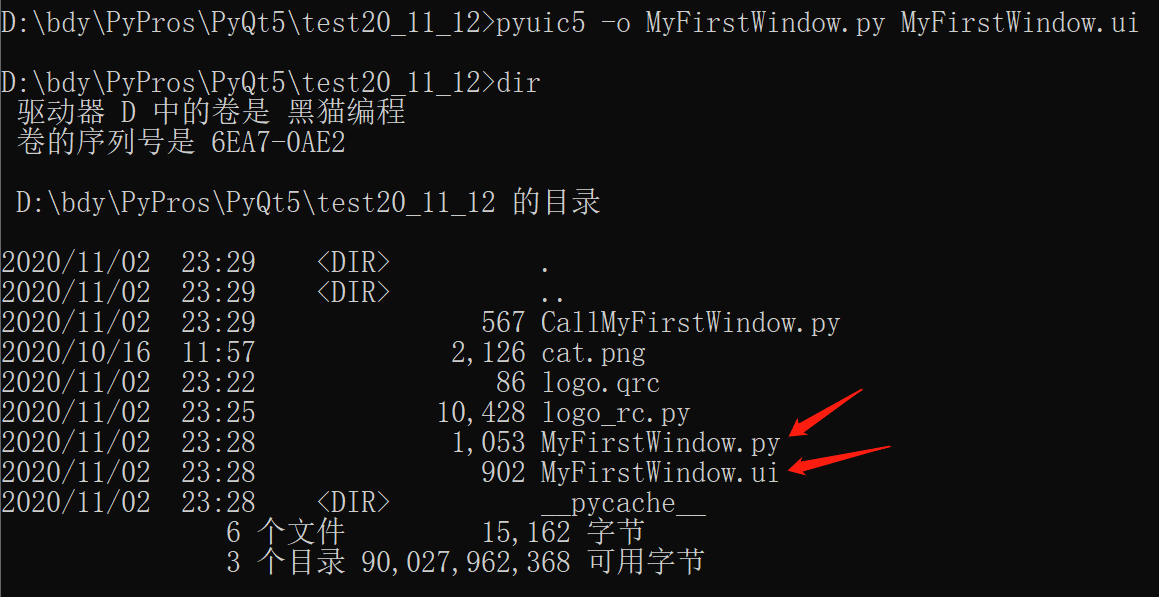 D:\bdy\PyPros\PyQt5\test20_11_12>pyuic5 -o MyFirstWindow.py MyFirstWindow.ui
D:\bdy\PyPros\PyQt5\test20_11_12>dir
驱动器 D 中的卷是 黑猫编程
卷的序列号是 6EA7-0AE2
D:\bdy\PyPros\PyQt5\test20_11_12 的目录
2020/11/02  23:29    <DIR>          .
2020/11/02  23:29    <DIR>          ..
2020/11/02  23:29               567 CallMyFirstWindow.py
2020/10/16  11:57             2,126 cat.png
2020/11/02  23:22                86 logo.qrc
2020/11/02  23:25            10,428 logo_rc.py
2020/11/02  23:28             1,053 MyFirstWindow.py
2020/11/02  23:28               902 MyFirstWindow.ui
2020/11/02  23:28    <DIR>          __pycache__
6 个文件         15,162 字节
3 个目录 90,027,962,368 可用字节